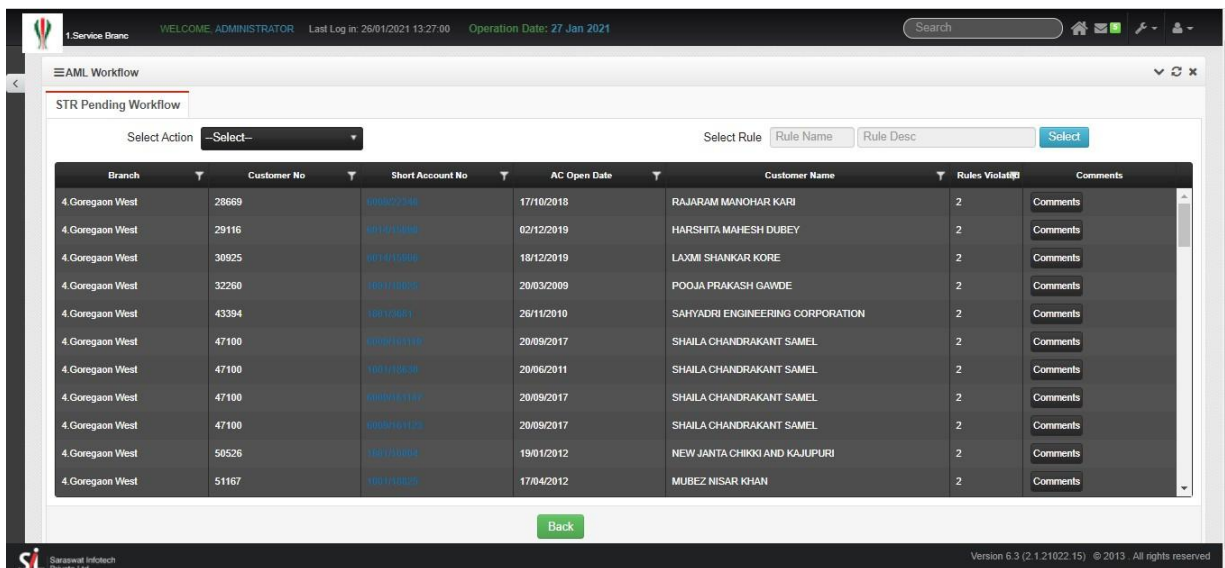 1.Service Branc WELCOME, ADMINISTRATOR Last Log in: 26/01/2021 13:27:00 Operation Date: 27 Jan 2021 Search 5
AML Workflow
STR Pending Workflow
Select Action --Select-- Select Rule Rule Name Rule Desc Select
Branch Customer No Short Account No AC Open Date Customer Name Rules Violated Comments
4.Goregaon West 28669 17/10/2018 RAJARAM MANOHAR KARI 2 Comments
4.Goregaon West 29116 02/12/2019 HARSHITA MAHESH DUBEY 2 Comments
4.Goregaon West 30925 18/12/2019 LAXMI SHANKAR KORE 2 Comments
4.Goregaon West 32260 20/03/2009 POOJA PRAKASH GAWDE 2 Comments
4.Goregaon West 43394 26/11/2010 SAHYADRI ENGINEERING CORPORATION 2 Comments
4.Goregaon West 47100 20/09/2017 SHAILA CHANDRAKANT SAMEL 2 Comments
4.Goregaon West 47100 20/06/2011 SHAILA CHANDRAKANT SAMEL 2 Comments
4.Goregaon West 47100 20/09/2017 SHAILA CHANDRAKANT SAMEL 2 Comments
4.Goregaon West 47100 20/09/2017 SHAILA CHANDRAKANT SAMEL 2 Comments
4.Goregaon West 50526 19/01/2012 NEW JANTA CHIKKI AND KAJUPURI 2 Comments
4.Goregaon West 51167 17/04/2012 MUBEZ NISAR KHAN 2 Comments
Back
Saraswat Infotech Version 6.3 (2.1.21022.15) © 2013 . All rights reserved